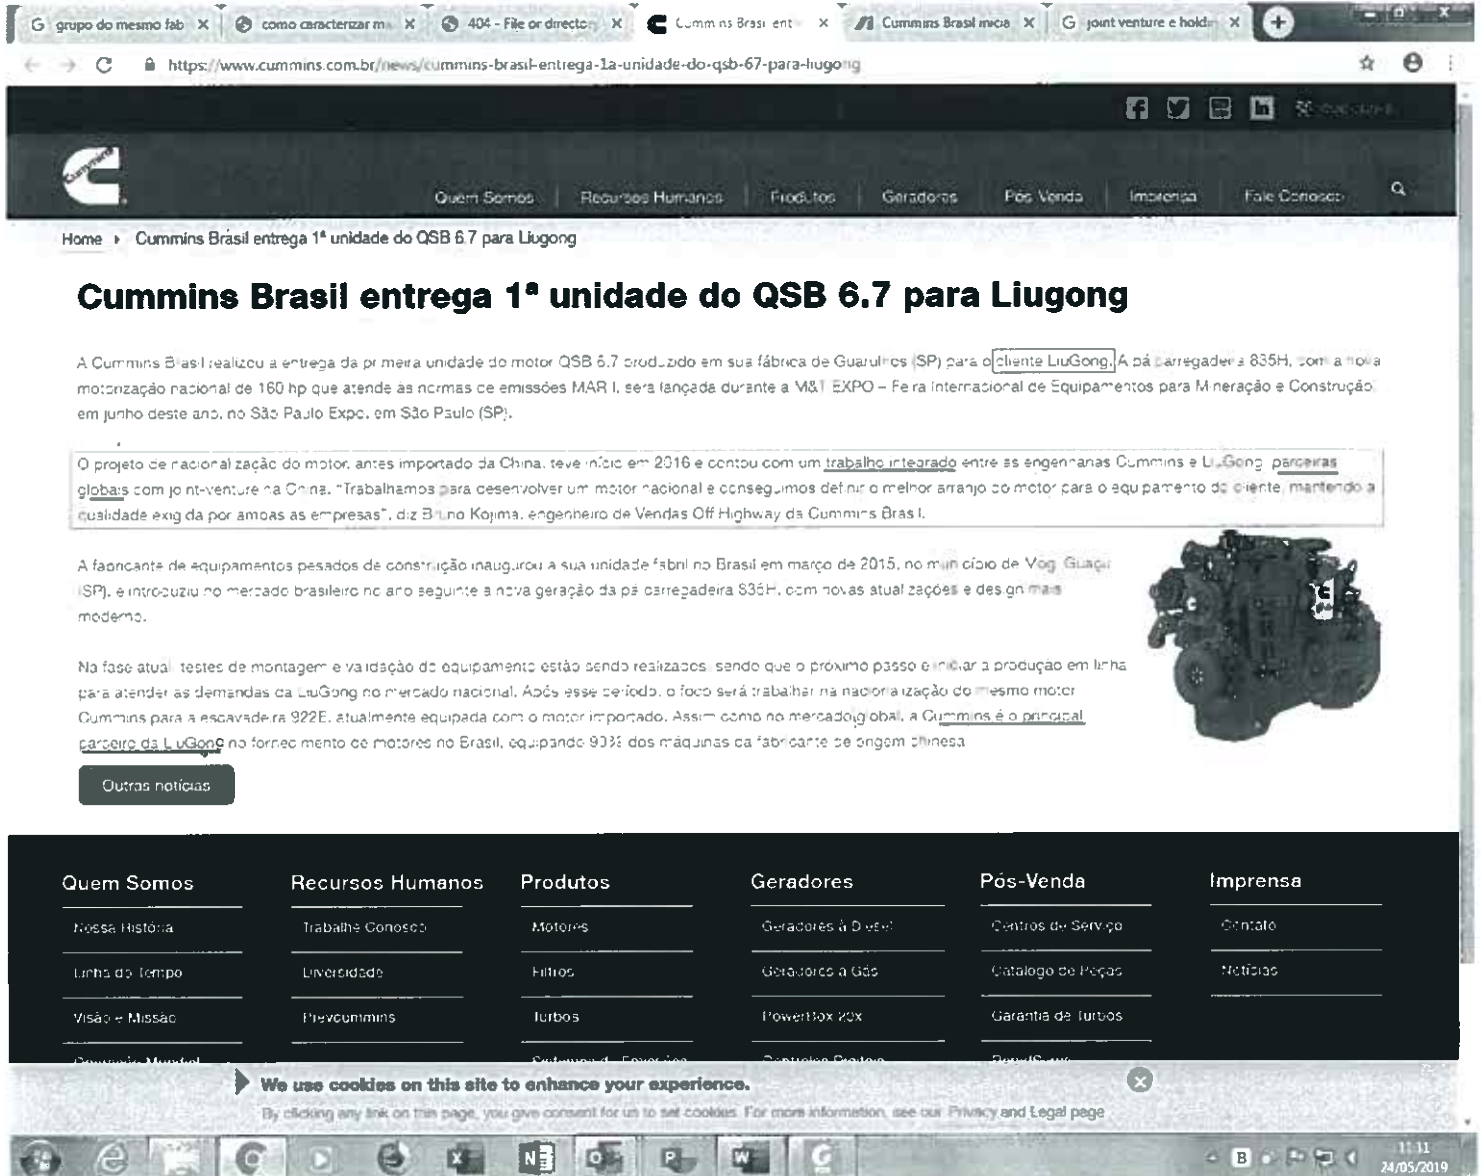 grupo do mesmo fab
como caracterizar m
404 - File or directory
Cummins Brasil ent
Cummins Brasil inicia
joint venture e holdin
https://www.cummins.com.br/news/cummins-brasil-entrega-1a-unidade-do-qsb-67-para-liugong
Cummins
Quem Somos | Recursos Humanos | Produtos | Geradores | Pós Venda | Imprensa | Fale Conosco
Home ▸ Cummins Brasil entrega 1ª unidade do QSB 6.7 para Liugong
Cummins Brasil entrega 1ª unidade do QSB 6.7 para Liugong
A Cummins Brasil realizou a entrega da primeira unidade do motor QSB 6.7 produzido em sua fábrica de Guarulhos (SP) para o cliente LiuGong. A pá carregadeira 835H, com a nova
motorização nacional de 160 hp que atende às normas de emissões MAR I, será lançada durante a M&T EXPO – Feira Internacional de Equipamentos para Mineração e Construção,
em junho deste ano, no São Paulo Expo, em São Paulo (SP).
O projeto de nacionalização do motor, antes importado da China, teve início em 2016 e contou com um trabalho integrado entre as engenharias Cummins e LiuGong, parceiras
globais com joint-venture na China. "Trabalhamos para desenvolver um motor nacional e conseguimos definir o melhor arranjo do motor para o equipamento do cliente, mantendo a
qualidade exigida por ambas as empresas", diz Bruno Kojima, engenheiro de Vendas Off Highway da Cummins Brasil.
A fabricante de equipamentos pesados de construção inaugurou a sua unidade fabril no Brasil em março de 2015, no município de Mogi Guaçu
(SP), e introduziu no mercado brasileiro no ano seguinte a nova geração da pá carregadeira 835H, com novas atualizações e design mais
moderno.
Na fase atual, testes de montagem e validação do equipamento estão sendo realizados, sendo que o próximo passo é iniciar a produção em linha
para atender as demandas da LiuGong no mercado nacional. Após esse período, o foco será trabalhar na nacionalização do mesmo motor
Cummins para a escavadeira 922E, atualmente equipada com o motor importado. Assim como no mercado global, a Cummins é o principal
parceiro da LiuGong no fornecimento de motores no Brasil, equipando dos máquinas da fabricante de origem chinesa
Outras notícias
Quem Somos
Recursos Humanos
Produtos
Geradores
Pós-Venda
Imprensa
Nossa História
Trabalhe Conosco
Motores
Geradores à Diesel
Centros de Serviço
Contato
Linha do Tempo
Diversidade
Filtros
Geradores a Gás
Catálogo de Peças
Notícias
Visão e Missão
Prevcummins
Turbos
PowerBox 20x
Garantia de Turbos
We use cookies on this site to enhance your experience.
By clicking any link on this page, you give consent for us to set cookies. For more information, see our Privacy and Legal page
11:11
24/05/2019